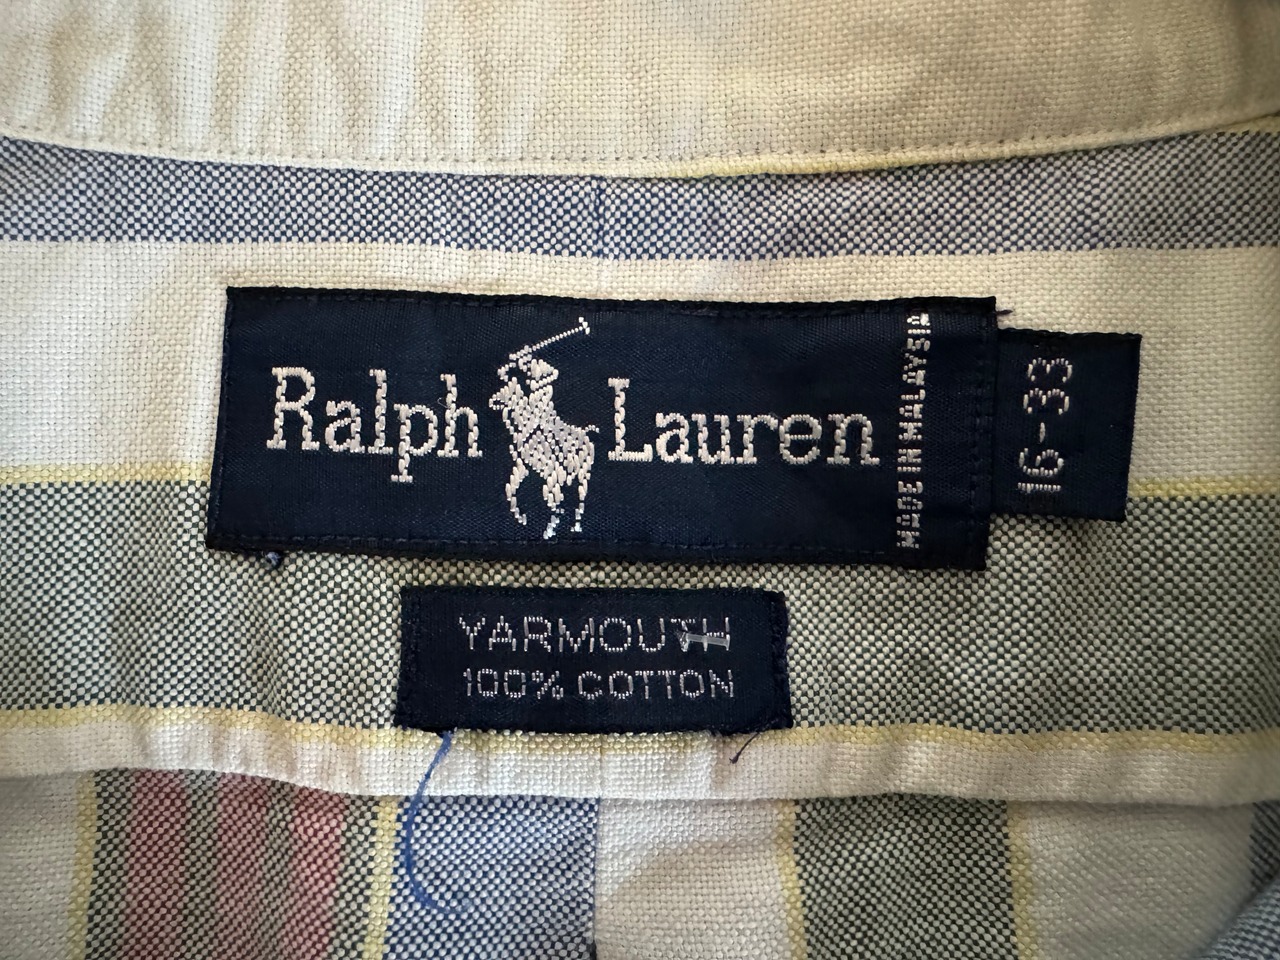 Ralph Lauren
MADE IN MALAYSIA
16-33
YARMOUTH
100% COTTON